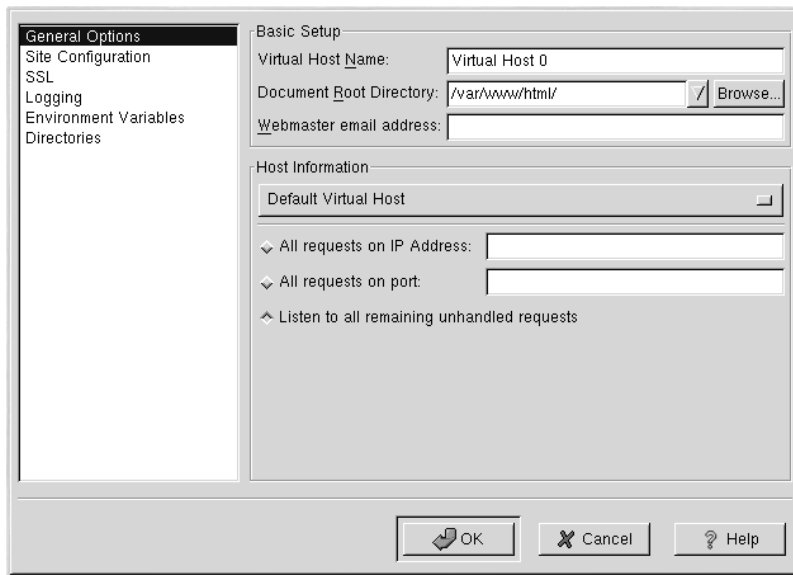 General Options
Site Configuration
SSL
Logging
Environment Variables
Directories
Basic Setup
Virtual Host Name: Virtual Host 0
Document Root Directory: /var/www/html/ Browse...
Webmaster email address:
Host Information
Default Virtual Host
All requests on IP Address:
All requests on port:
Listen to all remaining unhandled requests
OK Cancel Help